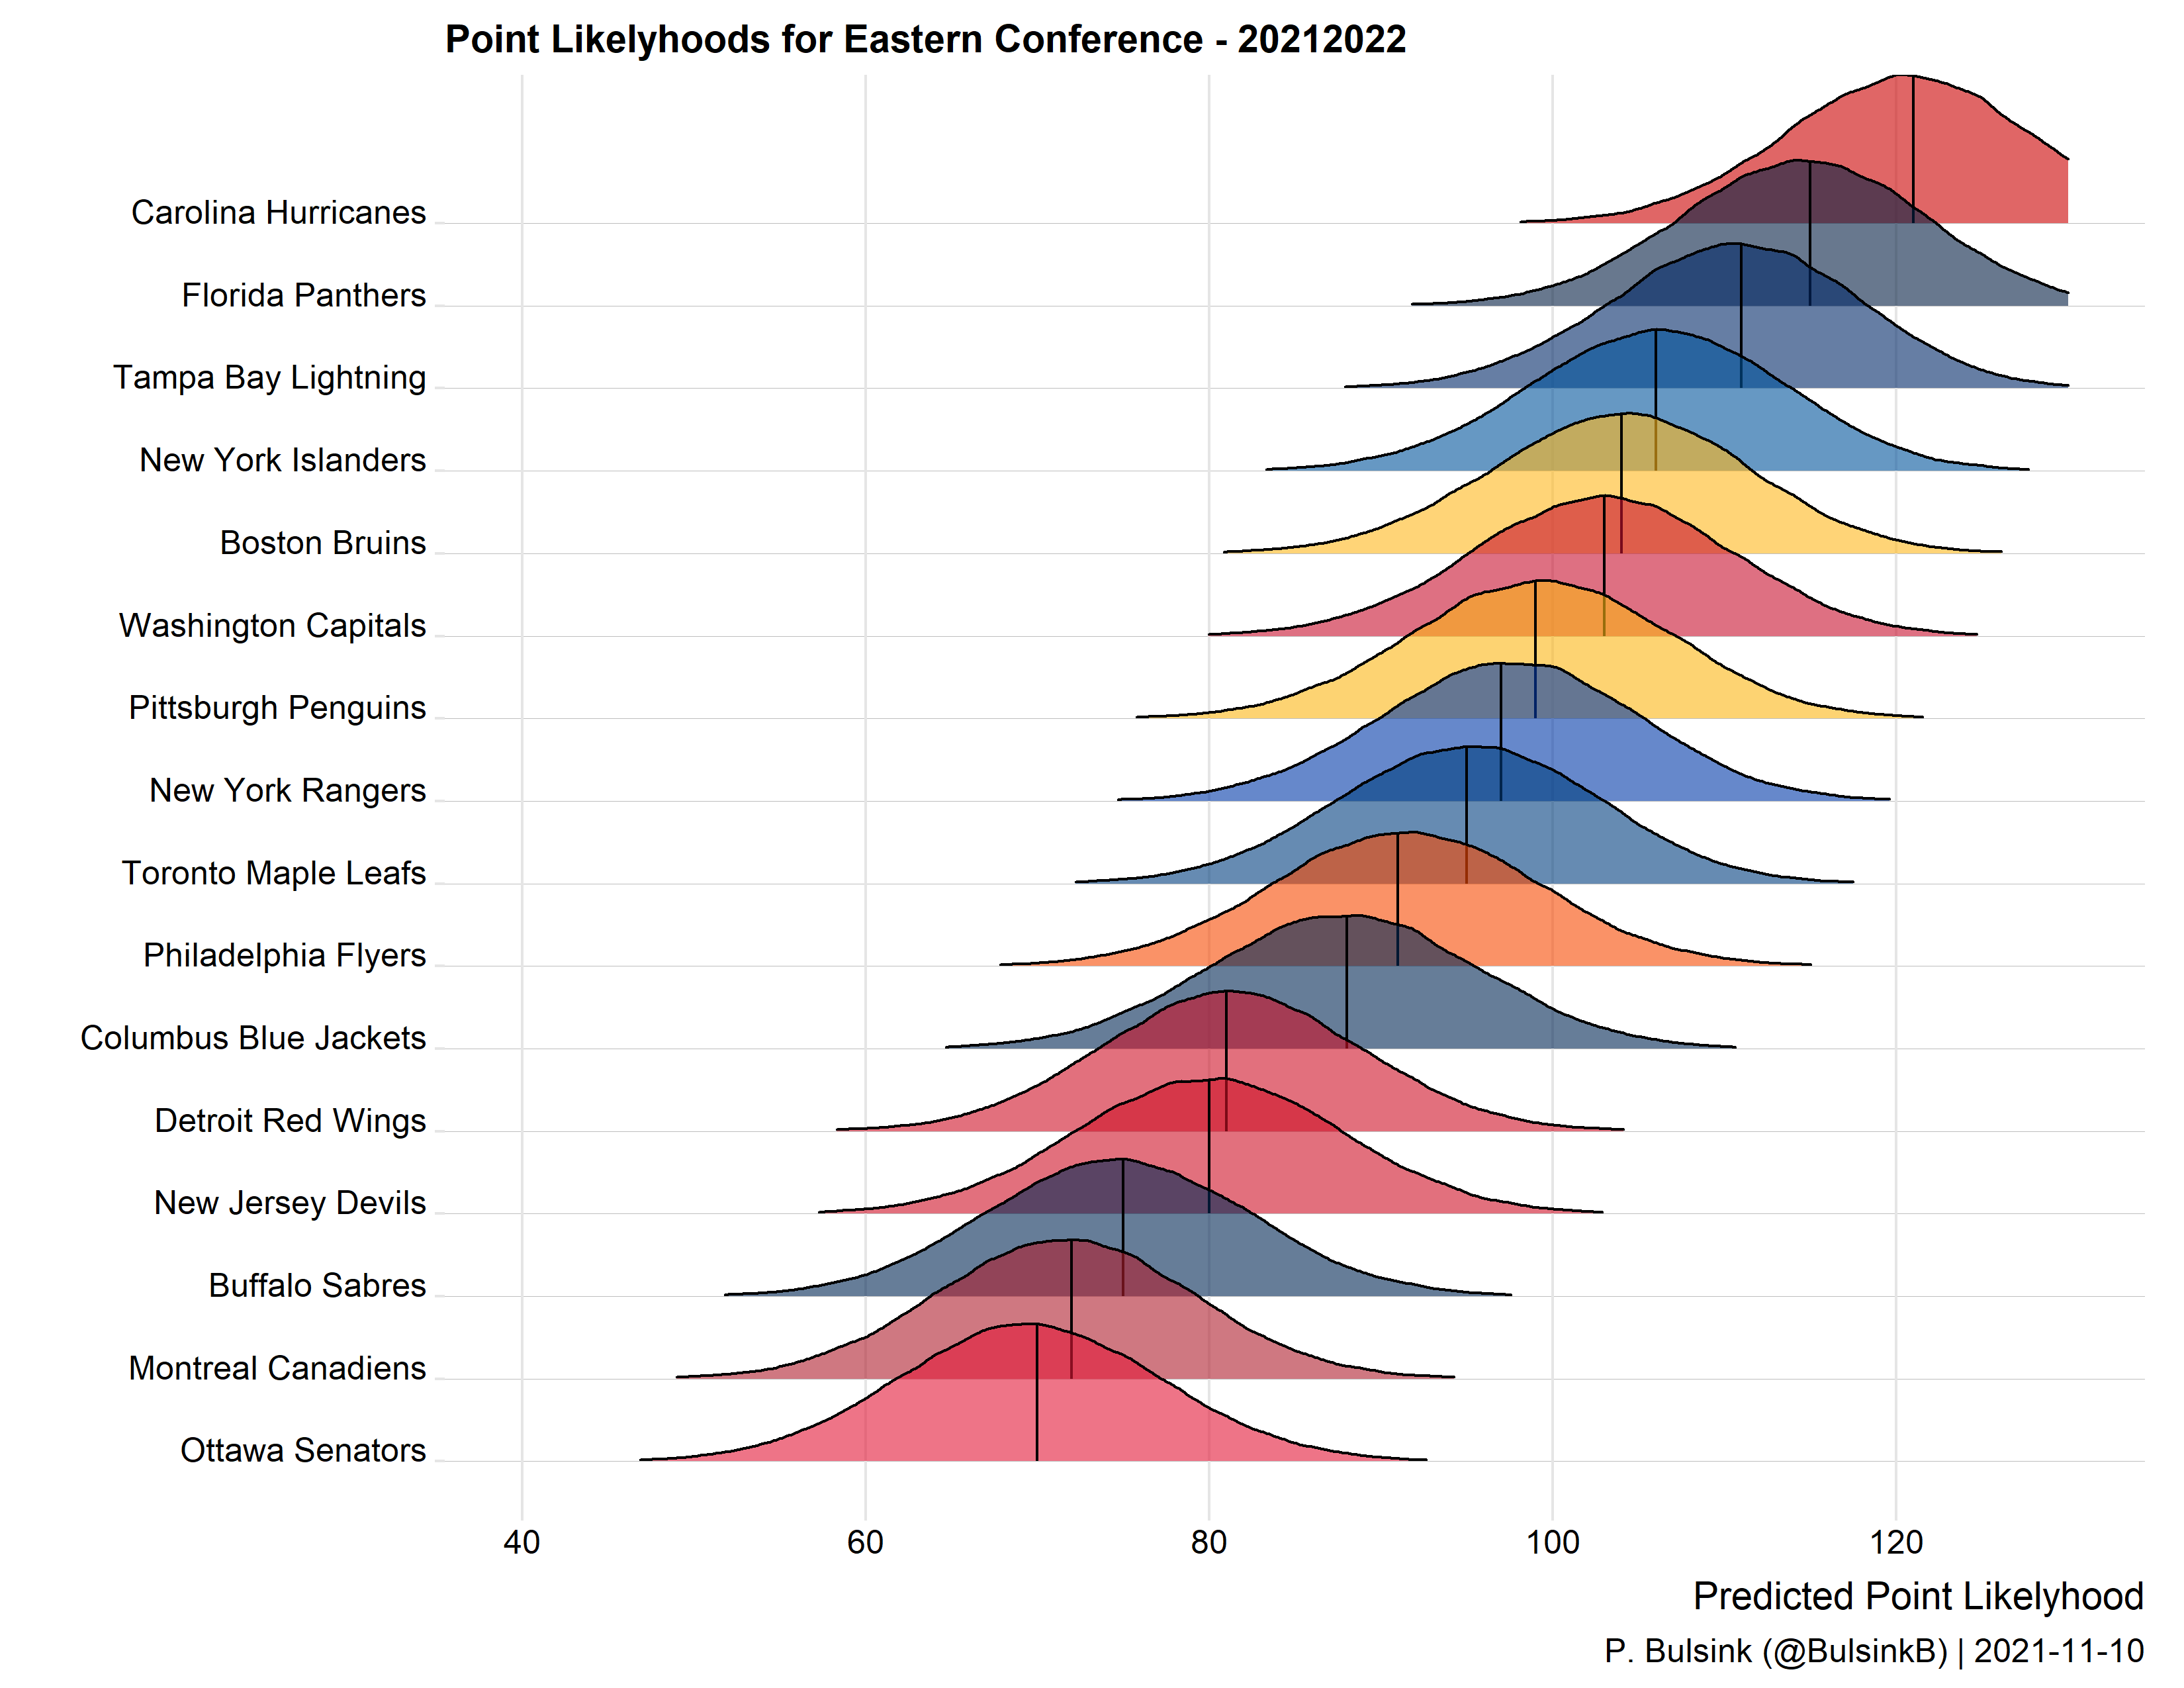 Point Likelyhoods for Eastern Conference - 20212022
Carolina Hurricanes
Florida Panthers
Tampa Bay Lightning
New York Islanders
Boston Bruins
Washington Capitals
Pittsburgh Penguins
New York Rangers
Toronto Maple Leafs
Philadelphia Flyers
Columbus Blue Jackets
Detroit Red Wings
New Jersey Devils
Buffalo Sabres
Montreal Canadiens
Ottawa Senators
40 60 80 100 120
Predicted Point Likelyhood
P. Bulsink (@BulsinkB) | 2021-11-10